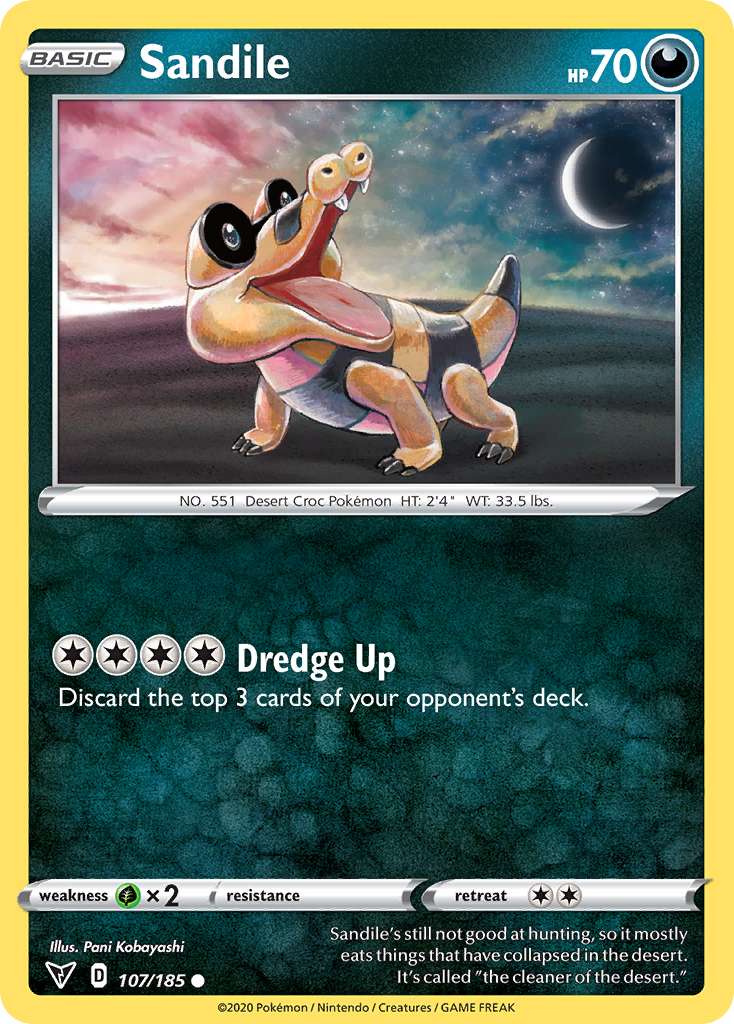 BASIC Sandile HP70
NO. 551 Desert Croc Pokémon HT: 2'4" WT: 33.5 lbs.
Dredge Up
Discard the top 3 cards of your opponent's deck.
weakness ×2 resistance retreat
Illus. Pani Kobayashi
Sandile's still not good at hunting, so it mostly
eats things that have collapsed in the desert.
It's called "the cleaner of the desert."
D 107/185
©2020 Pokémon / Nintendo / Creatures / GAME FREAK